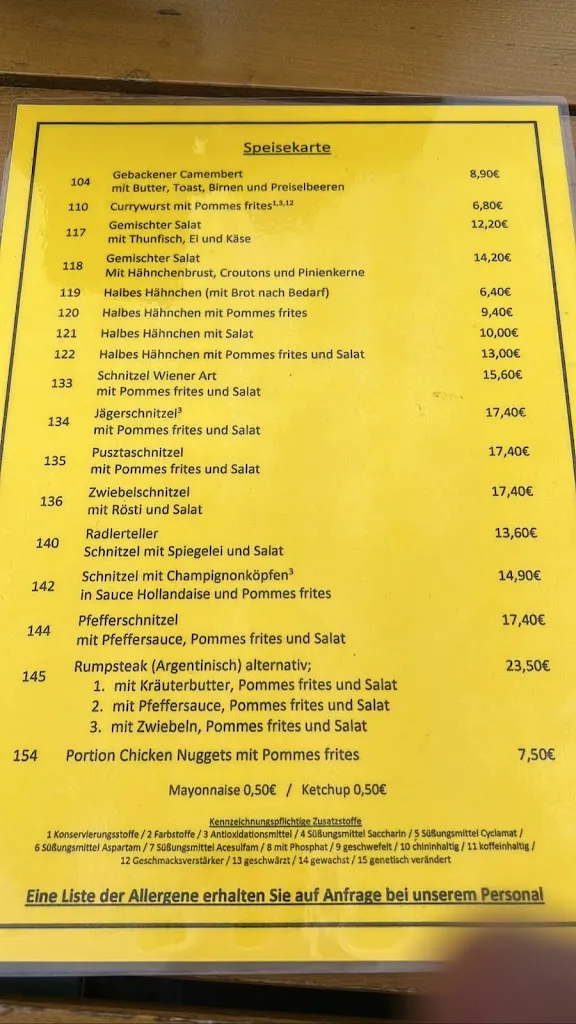 Speisekarte
104 Gebackener Camembert 8,90€
mit Butter, Toast, Birnen und Preiselbeeren
110 Currywurst mit Pommes frites¹,³,¹² 6,80€
117 Gemischter Salat 12,20€
mit Thunfisch, Ei und Käse
118 Gemischter Salat 14,20€
Mit Hähnchenbrust, Croutons und Pinienkerne
119 Halbes Hähnchen (mit Brot nach Bedarf) 6,40€
120 Halbes Hähnchen mit Pommes frites 9,40€
121 Halbes Hähnchen mit Salat 10,00€
122 Halbes Hähnchen mit Pommes frites und Salat 13,00€
133 Schnitzel Wiener Art 15,60€
mit Pommes frites und Salat
134 Jägerschnitzel³ 17,40€
mit Pommes frites und Salat
135 Pusztaschnitzel 17,40€
mit Pommes frites und Salat
136 Zwiebelschnitzel 17,40€
mit Rösti und Salat
140 Radlerteller 13,60€
Schnitzel mit Spiegelei und Salat
142 Schnitzel mit Champignonköpfen³ 14,90€
in Sauce Hollandaise und Pommes frites
144 Pfefferschnitzel 17,40€
mit Pfeffersauce, Pommes frites und Salat
145 Rumpsteak (Argentinisch) alternativ; 23,50€
1. mit Kräuterbutter, Pommes frites und Salat
2. mit Pfeffersauce, Pommes frites und Salat
3. mit Zwiebeln, Pommes frites und Salat
154 Portion Chicken Nuggets mit Pommes frites 7,50€
Mayonnaise 0,50€ / Ketchup 0,50€
Kennzeichnungspflichtige Zusatzstoffe
1 Konservierungsstoffe / 2 Farbstoffe / 3 Antioxidationsmittel / 4 Süßungsmittel Saccharin / 5 Süßungsmittel Cyclamat /
6 Süßungsmittel Aspartam / 7 Süßungsmittel Acesulfam / 8 mit Phosphat / 9 geschwefelt / 10 chininhaltig / 11 koffeinhaltig /
12 Geschmacksverstärker / 13 geschwärzt / 14 gewachst / 15 genetisch verändert
Eine Liste der Allergene erhalten Sie auf Anfrage bei unserem Personal